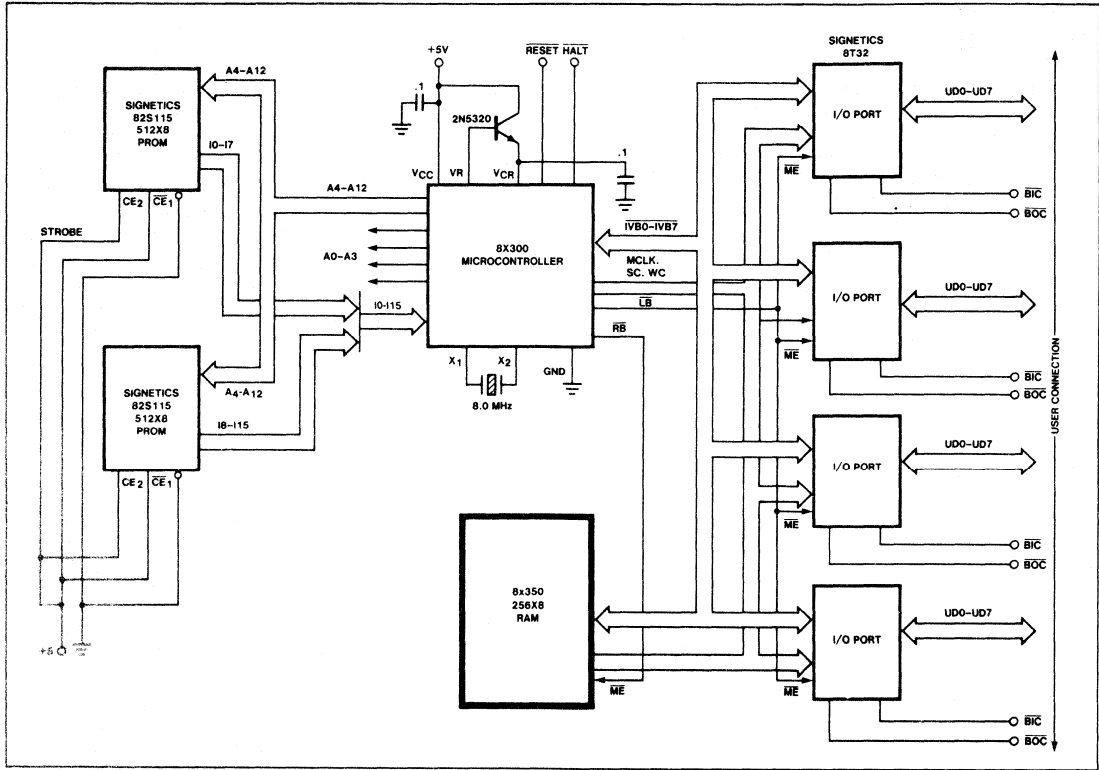 SIGNETICS
82S115
512X8
PROM
A4-A12
I0-I7
CE2
CE1
STROBE
SIGNETICS
82S115
512X8
PROM
A4-A12
I8-I15
CE2
CE1
+5
+5V
.1
2N5320
RESET HALT
.1
VCC
VR
VCR
A4-A12
A0-A3
I0-I15
8X300
MICROCONTROLLER
IVB0-IVB7
MCLK.
SC. WC
LB
RB
X1
X2
GND
8.0 MHz
8x350
256X8
RAM
ME
SIGNETICS
8T32
I/O PORT
UD0-UD7
ME
BIC
BOC
I/O PORT
UD0-UD7
ME
BIC
BOC
I/O PORT
UD0-UD7
ME
BIC
BOC
I/O PORT
UD0-UD7
ME
BIC
BOC
USER CONNECTION